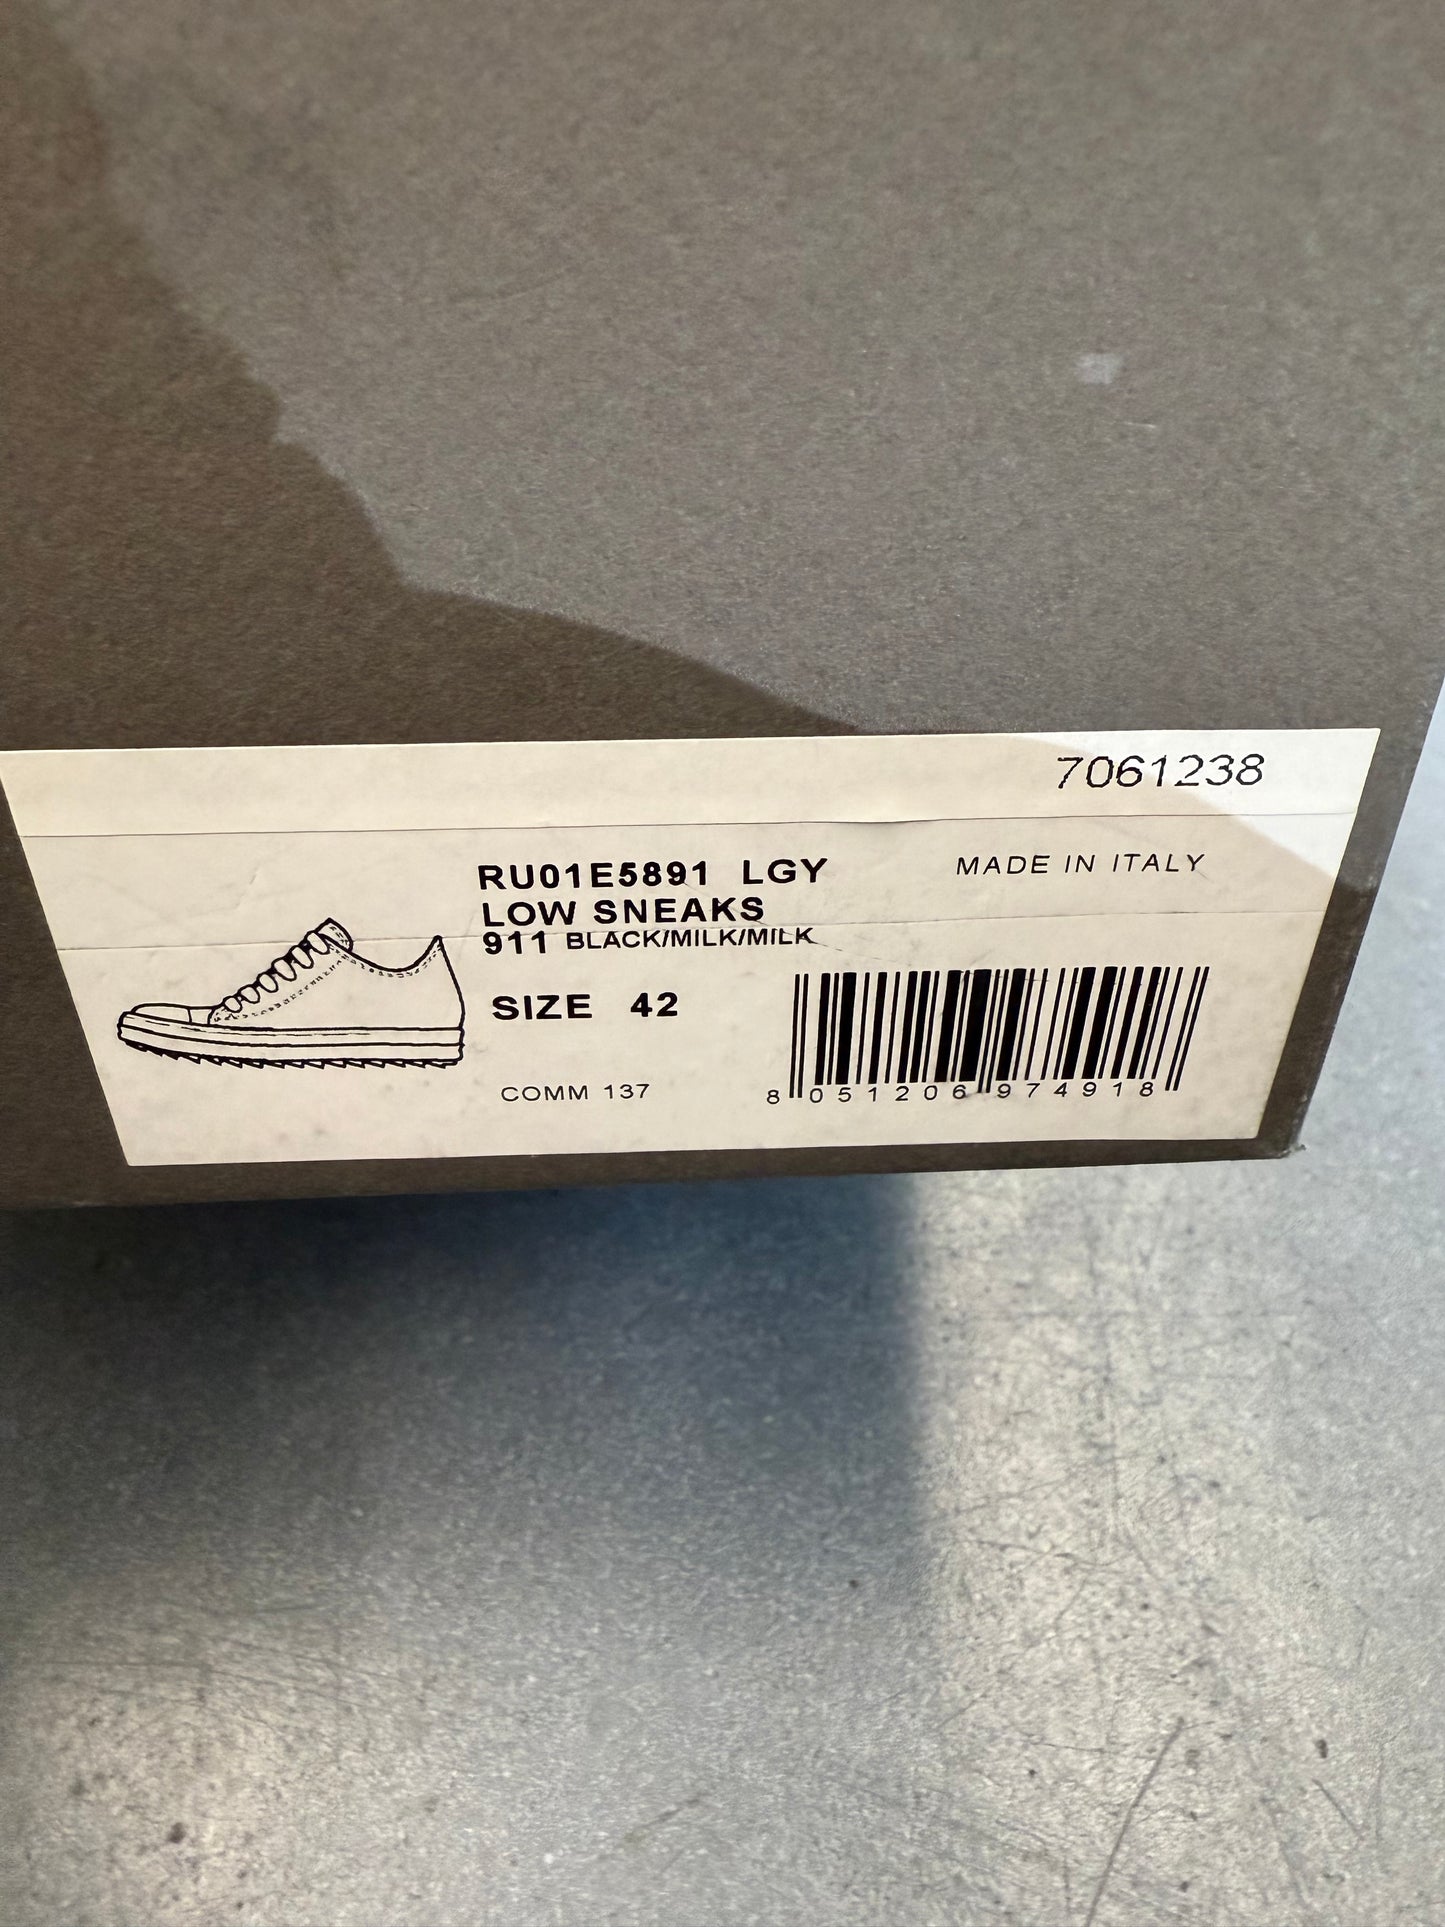 7061238
RU01E5891 LGY
MADE IN ITALY
LOW SNEAKS
911 BLACK/MILK/MILK
SIZE 42
COMM 137
8 051206 974918